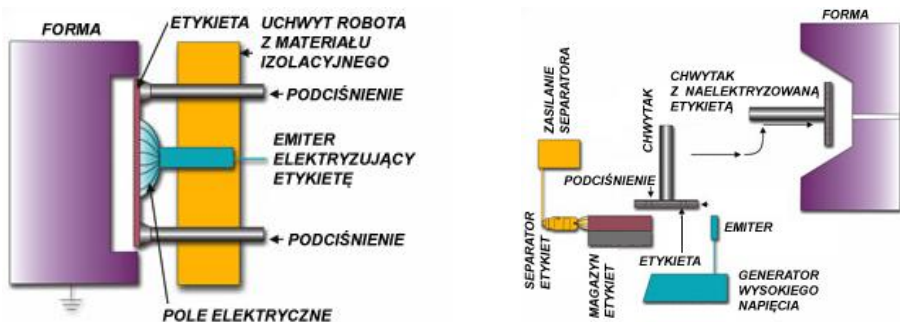 FORMA
ETYKIETA
UCHWYT ROBOTA
Z MATERIAŁU
IZOLACYJNEGO
PODCIŚNIENIE
EMITER
ELEKTRYZUJĄCY
ETYKIETĘ
PODCIŚNIENIE
POLE ELEKTRYCZNE
FORMA
CHWYTAK
Z NAELEKTRYZOWANĄ
ETYKIETĄ
ZASILANIE
SEPARATORA
CHWYTAK
PODCIŚNIENIE
SEPARATOR
ETYKIET
MAGAZYN
ETYKIET
ETYKIETA
EMITER
GENERATOR
WYSOKIEGO
NAPIĘCIA